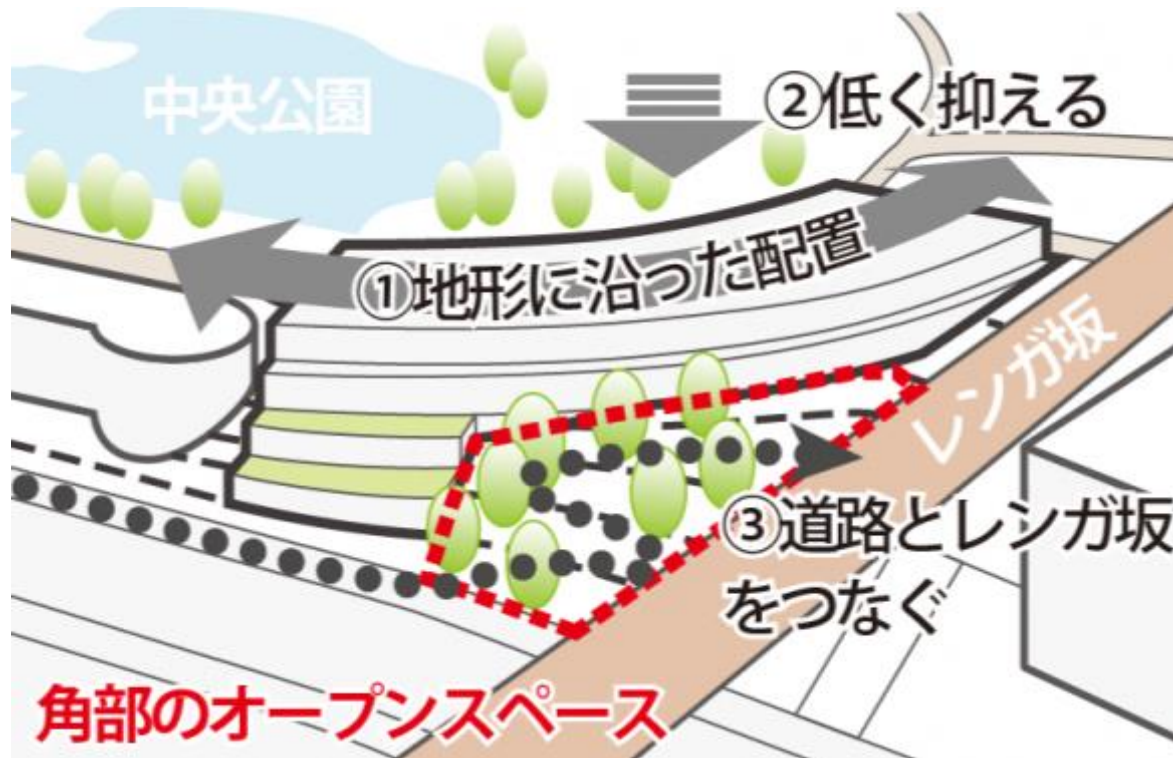 中央公園
②低く抑える
①地形に沿った配置
レンガ坂
③道路とレンガ坂
をつなぐ
角部のオープンスペース